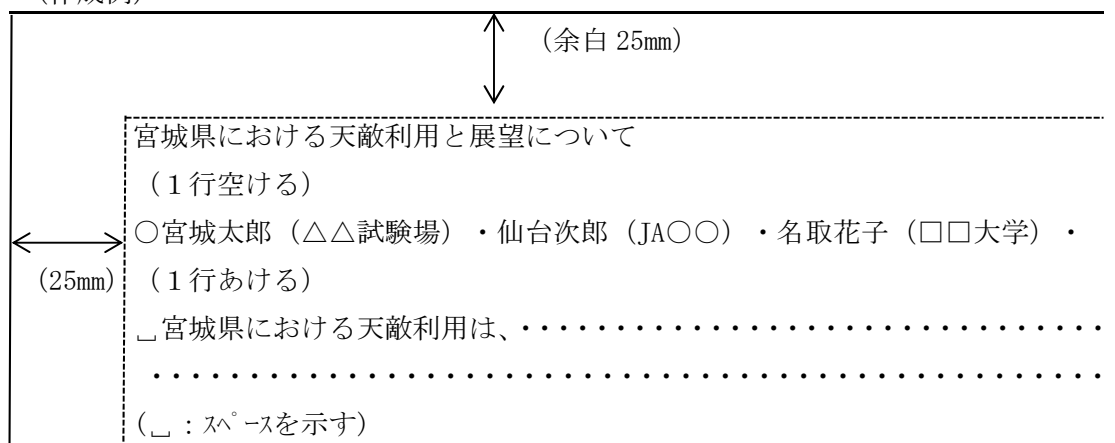 (余白 25mm)
宮城県における天敵利用と展望について
(1行空ける)
○宮城太郎(△△試験場)・仙台次郎(JA○○)・名取花子(□□大学)・
(25mm)
(1行あける)
␣宮城県における天敵利用は、・・・・・・・・・・・・・・・・・・・・・・・・・・・・・・
・・・・・・・・・・・・・・・・・・・・・・・・・・・・・・・・・・・・・・・・・・・・・・・・・
(␣:スペースを示す)